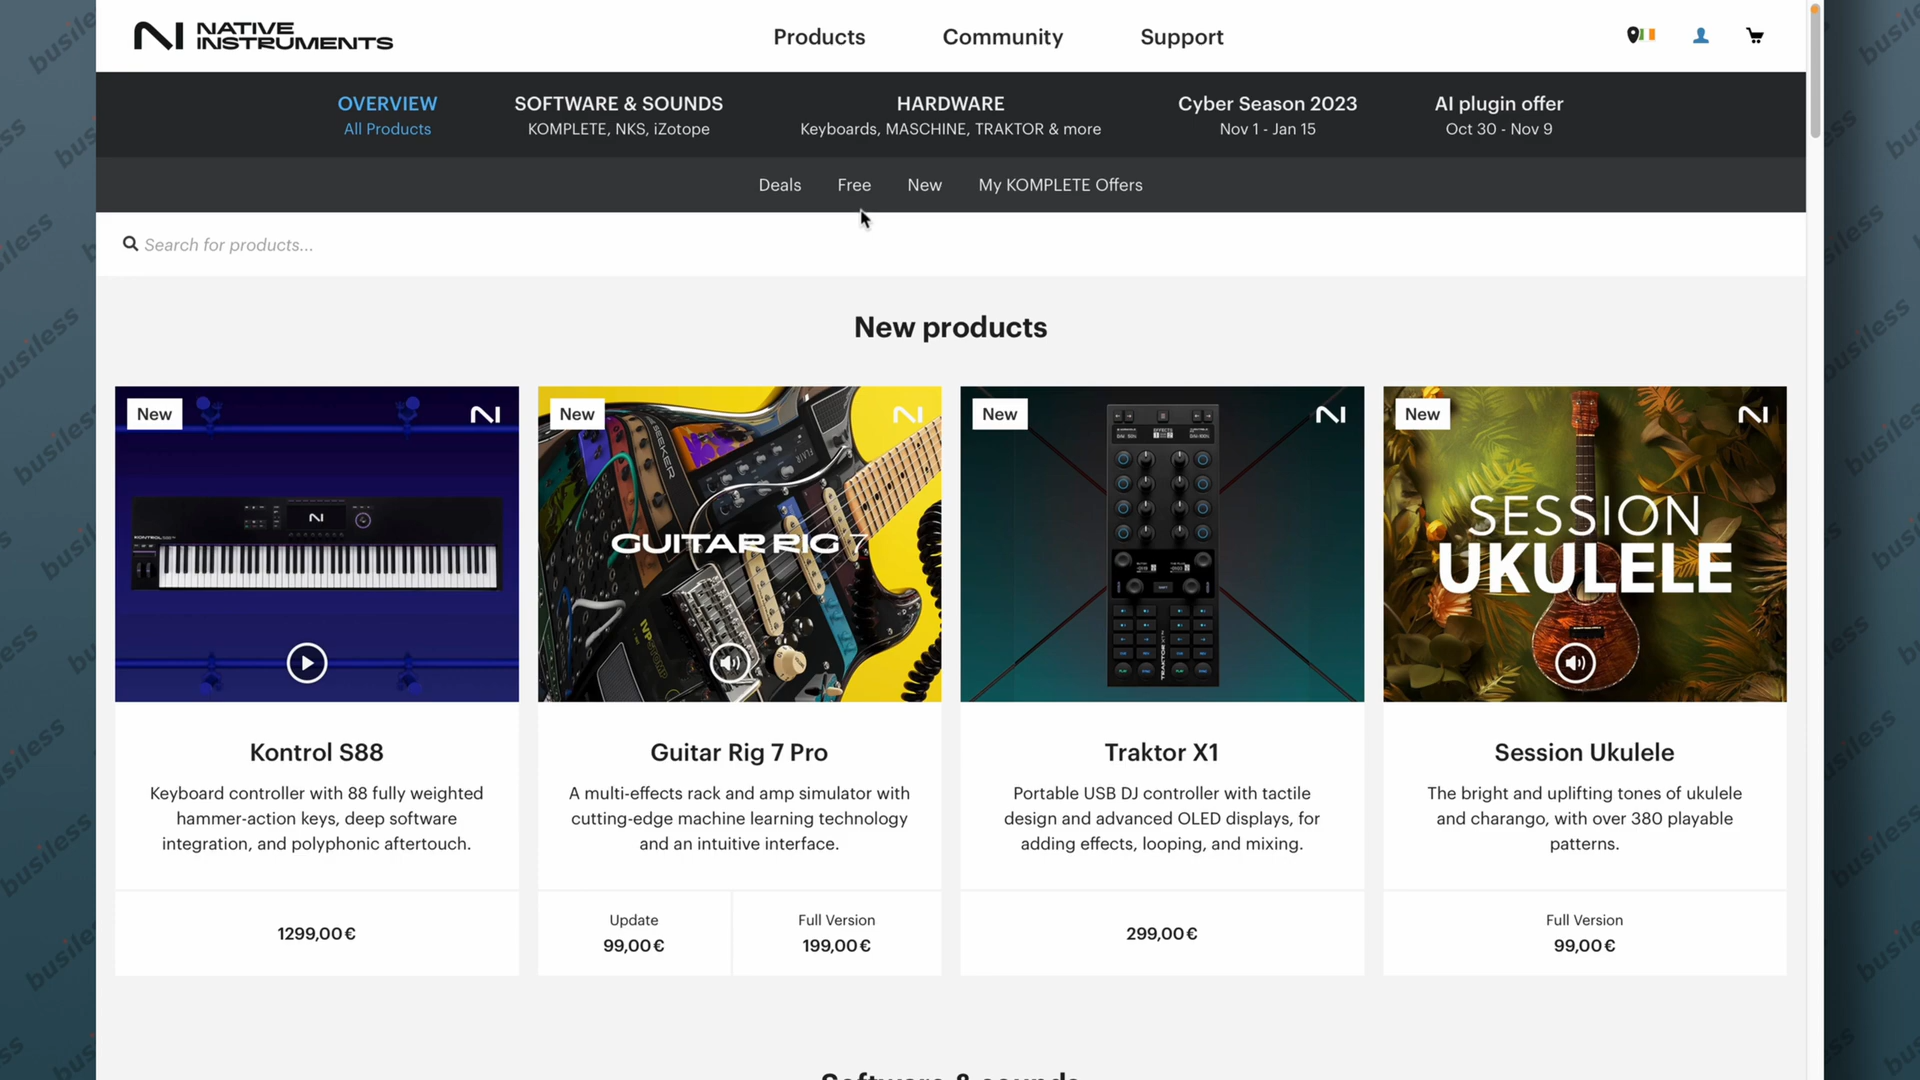 NATIVE
INSTRUMENTS
Products
Community
Support
OVERVIEW
All Products
SOFTWARE & SOUNDS
KOMPLETE, NKS, iZotope
HARDWARE
Keyboards, MASCHINE, TRAKTOR & more
Cyber Season 2023
Nov 1 - Jan 15
AI plugin offer
Oct 30 - Nov 9
Deals
Free
New
My KOMPLETE Offers
Search for products...
New products
New
New
GUITAR RIG 7
New
New
SESSION
UKULELE
Kontrol S88
Keyboard controller with 88 fully weighted
hammer-action keys, deep software
integration, and polyphonic aftertouch.
1299,00 €
Guitar Rig 7 Pro
A multi-effects rack and amp simulator with
cutting-edge machine learning technology
and an intuitive interface.
Update
99,00 €
Full Version
199,00 €
Traktor X1
Portable USB DJ controller with tactile
design and advanced OLED displays, for
adding effects, looping, and mixing.
299,00 €
Session Ukulele
The bright and uplifting tones of ukulele
and charango, with over 380 playable
patterns.
Full Version
99,00 €
Software & sounds
busiless